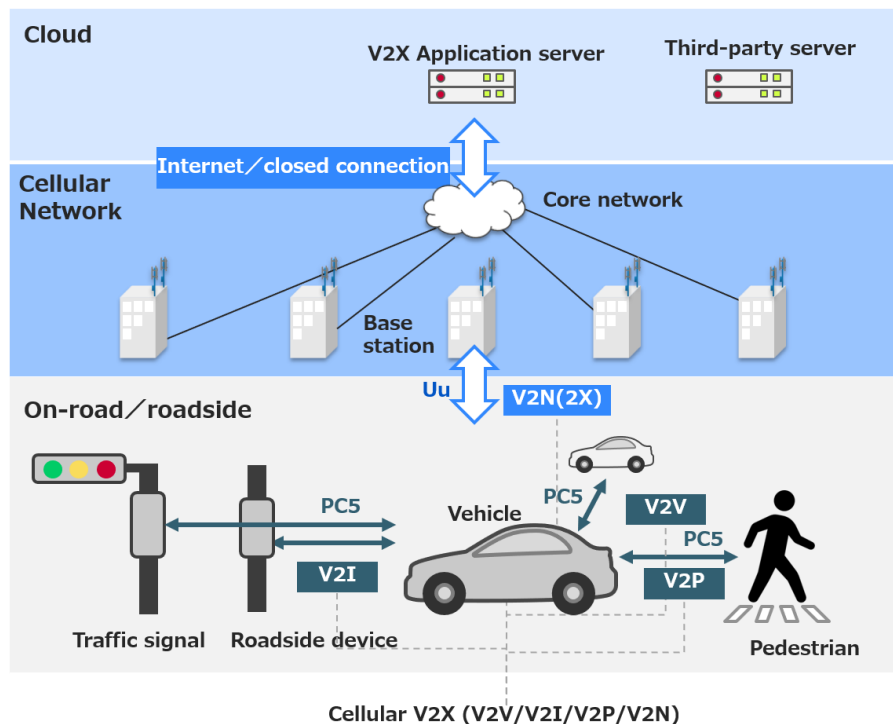 Cloud
V2X Application server
Third-party server
Internet／closed connection
Cellular
Network
Core network
Base
station
Uu
V2N(2X)
On-road／roadside
PC5
Vehicle
PC5
V2V
PC5
V2I
V2P
Traffic signal
Roadside device
Pedestrian
Cellular V2X (V2V/V2I/V2P/V2N)